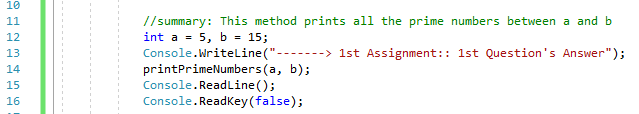 10
11 //summary: This method prints all the prime numbers between a and b
12 int a = 5, b = 15;
13 Console.WriteLine("-------> 1st Assignment:: 1st Question's Answer");
14 printPrimeNumbers(a, b);
15 Console.ReadLine();
16 Console.ReadKey(false);